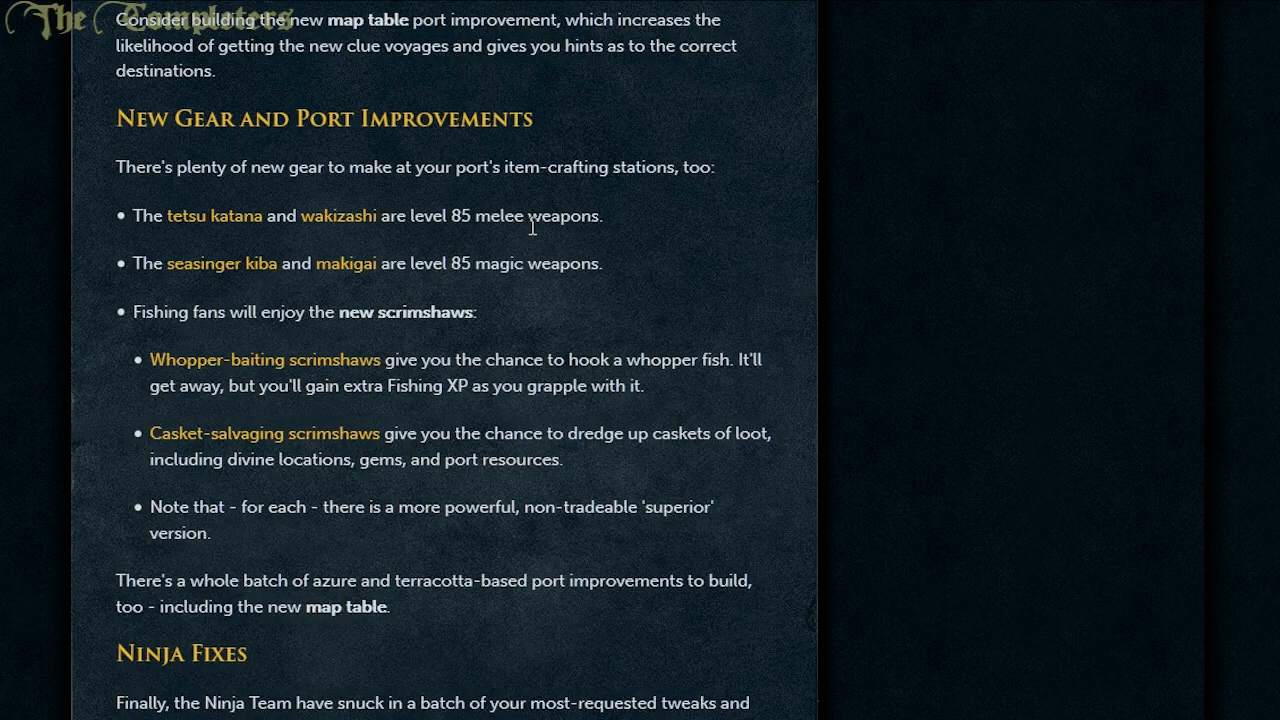 The Completers
Consider building the new map table port improvement, which increases the
likelihood of getting the new clue voyages and gives you hints as to the correct
destinations.
New Gear and Port Improvements
There's plenty of new gear to make at your port's item-crafting stations, too:
• The tetsu katana and wakizashi are level 85 melee weapons.
• The seasinger kiba and makigai are level 85 magic weapons.
• Fishing fans will enjoy the new scrimshaws:
• Whopper-baiting scrimshaws give you the chance to hook a whopper fish. It'll
get away, but you'll gain extra Fishing XP as you grapple with it.
• Casket-salvaging scrimshaws give you the chance to dredge up caskets of loot,
including divine locations, gems, and port resources.
• Note that - for each - there is a more powerful, non-tradeable 'superior'
version.
There's a whole batch of azure and terracotta-based port improvements to build,
too - including the new map table.
Ninja Fixes
Finally, the Ninja Team have snuck in a batch of your most-requested tweaks and